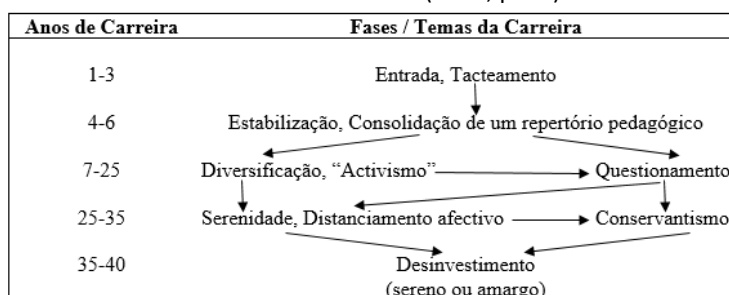 Anos de Carreira Fases / Temas da Carreira
1-3 Entrada, Tacteamento
4-6 Estabilização, Consolidação de um repertório pedagógico
7-25 Diversificação, “Activismo” Questionamento
25-35 Serenidade, Distanciamento afectivo Conservantismo
35-40 Desinvestimento
(sereno ou amargo)